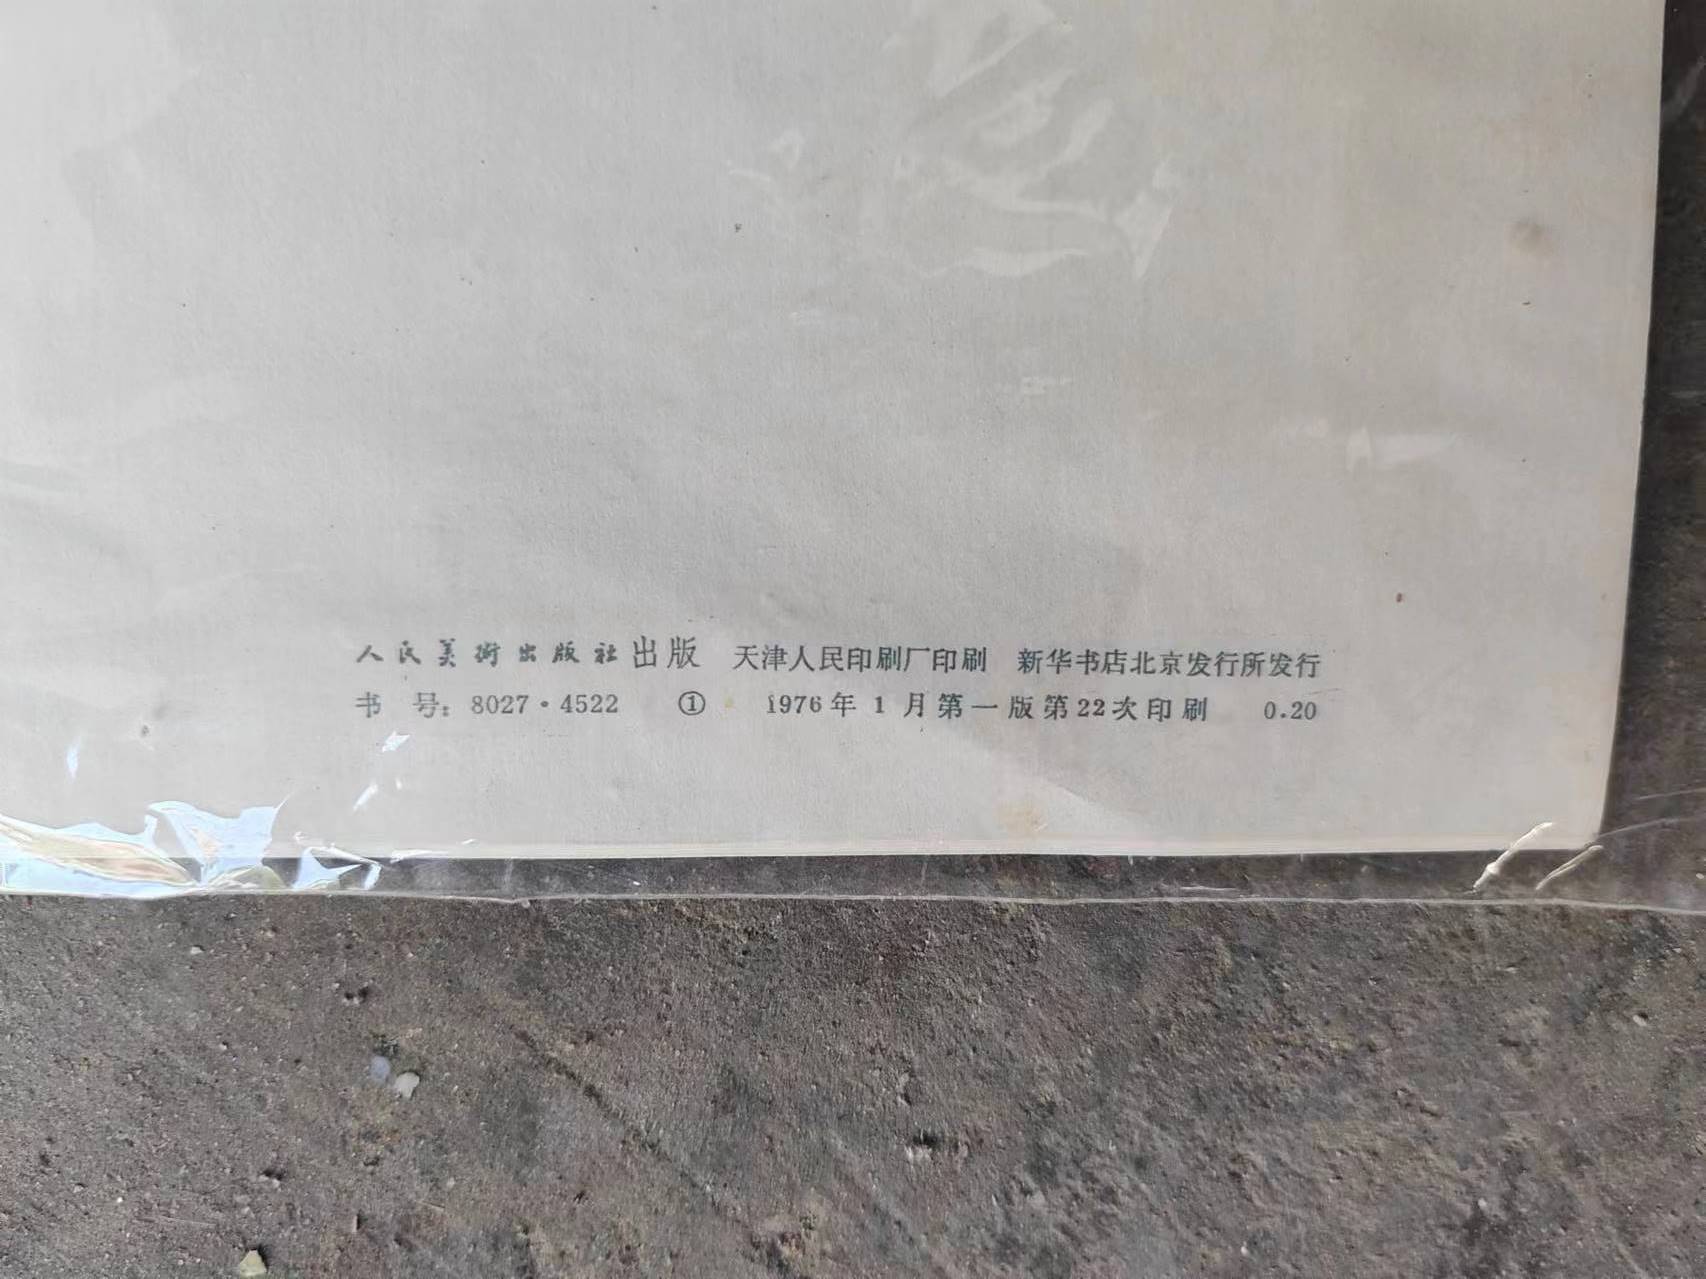 人民美術出版社出版 天津人民印刷厂印刷 新华书店北京发行所发行
书 号：8027·4522 ① 1976年1月第一版第22次印刷 0.20